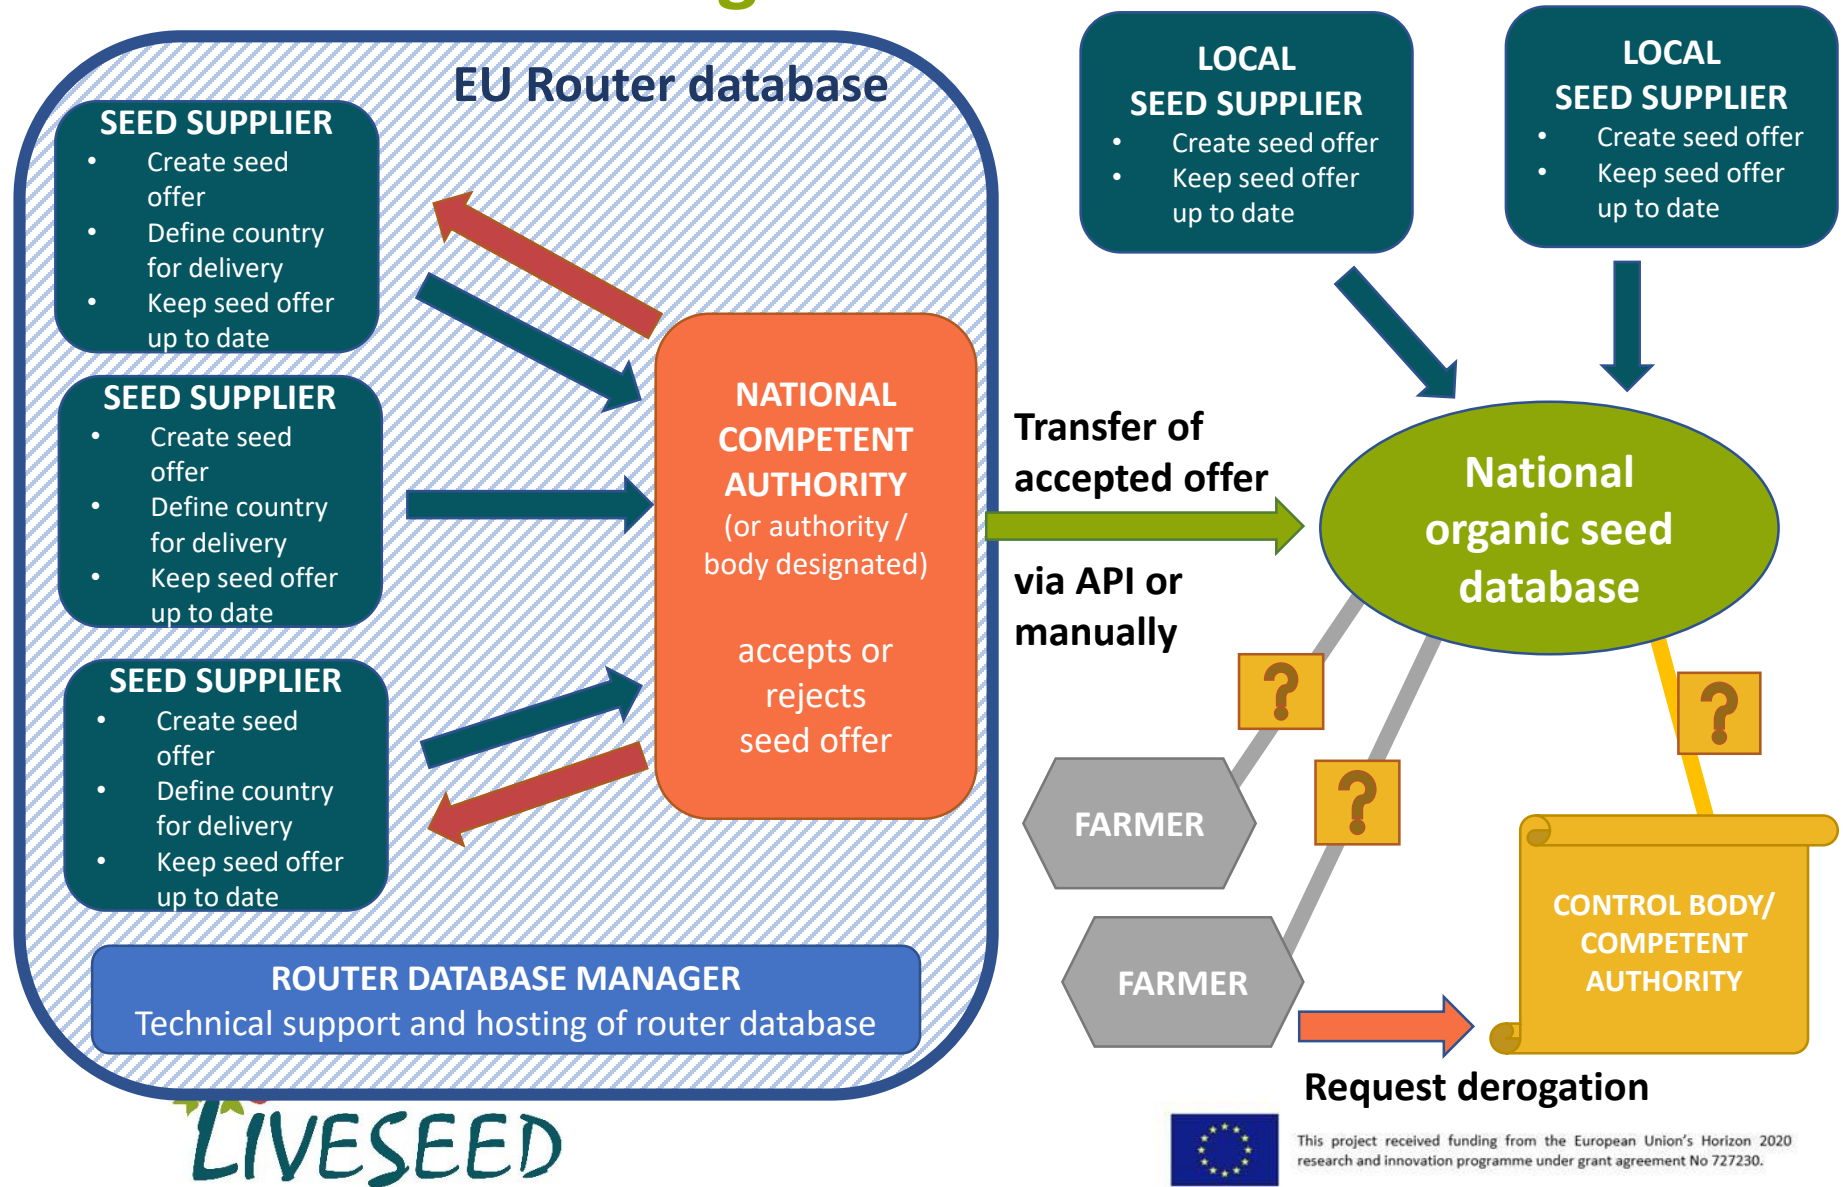 EU Router database
SEED SUPPLIER
• Create seed
offer
• Define country
for delivery
• Keep seed offer
up to date
SEED SUPPLIER
• Create seed
offer
• Define country
for delivery
• Keep seed offer
up to date
SEED SUPPLIER
• Create seed
offer
• Define country
for delivery
• Keep seed offer
up to date
NATIONAL
COMPETENT
AUTHORITY
(or authority /
body designated)
accepts or
rejects
seed offer
ROUTER DATABASE MANAGER
Technical support and hosting of router database
Transfer of
accepted offer
via API or
manually
LOCAL
SEED SUPPLIER
• Create seed offer
• Keep seed offer
up to date
LOCAL
SEED SUPPLIER
• Create seed offer
• Keep seed offer
up to date
National
organic seed
database
?
?
?
FARMER
FARMER
CONTROL BODY/
COMPETENT
AUTHORITY
Request derogation
LIVESEED
This project received funding from the European Union's Horizon 2020
research and innovation programme under grant agreement No 727230.